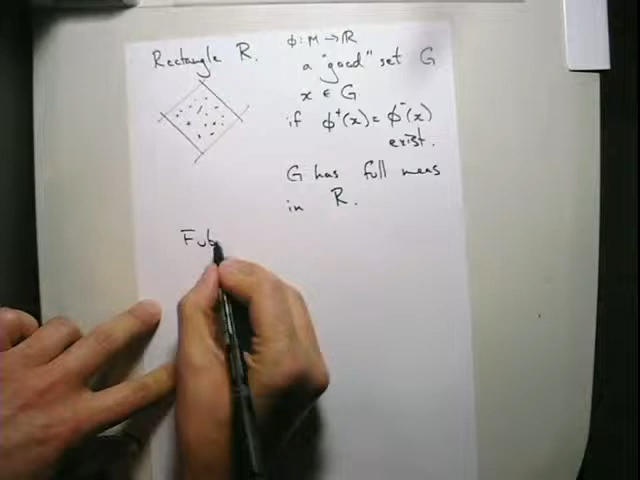 Rectangle R.
φ: M → ℝ
a "good" set G
x ∈ G
if φ⁺(x) = φ⁻(x)
exist.
G has full meas
in R.
Fub